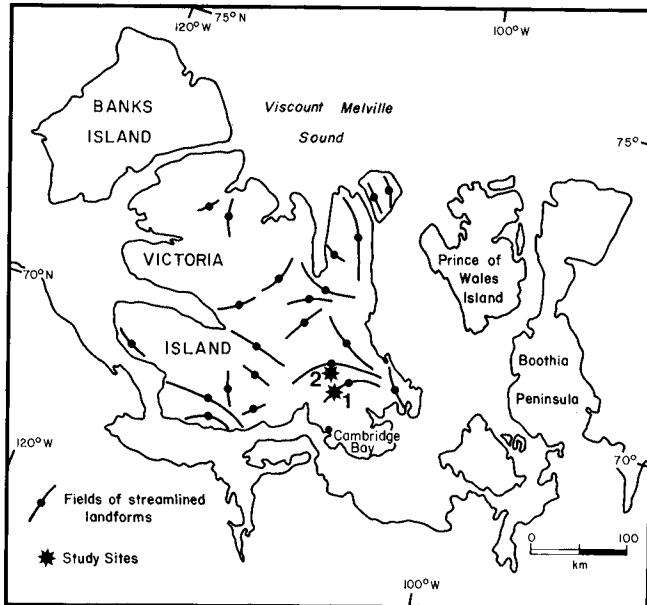 120°W
75°N
100°W
BANKS
ISLAND
Viscount Melville
Sound
75°
VICTORIA
70°N
Prince of
Wales
Island
ISLAND
Boothia
Peninsula
2
1
Cambridge
Bay
120°W
70°
Fields of streamlined
landforms
Study Sites
0 100
km
100°W